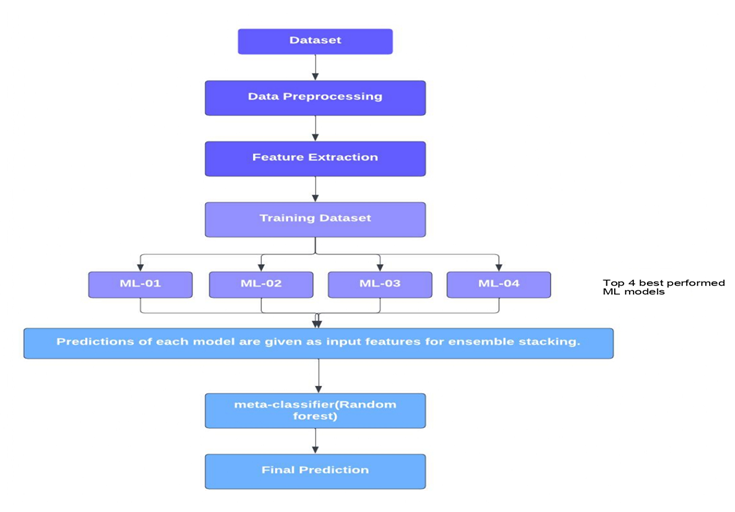 Dataset
Data Preprocessing
Feature Extraction
Training Dataset
ML-01
ML-02
ML-03
ML-04
Top 4 best performed
ML models
Predictions of each model are given as input features for ensemble stacking.
meta-classifier(Random
forest)
Final Prediction